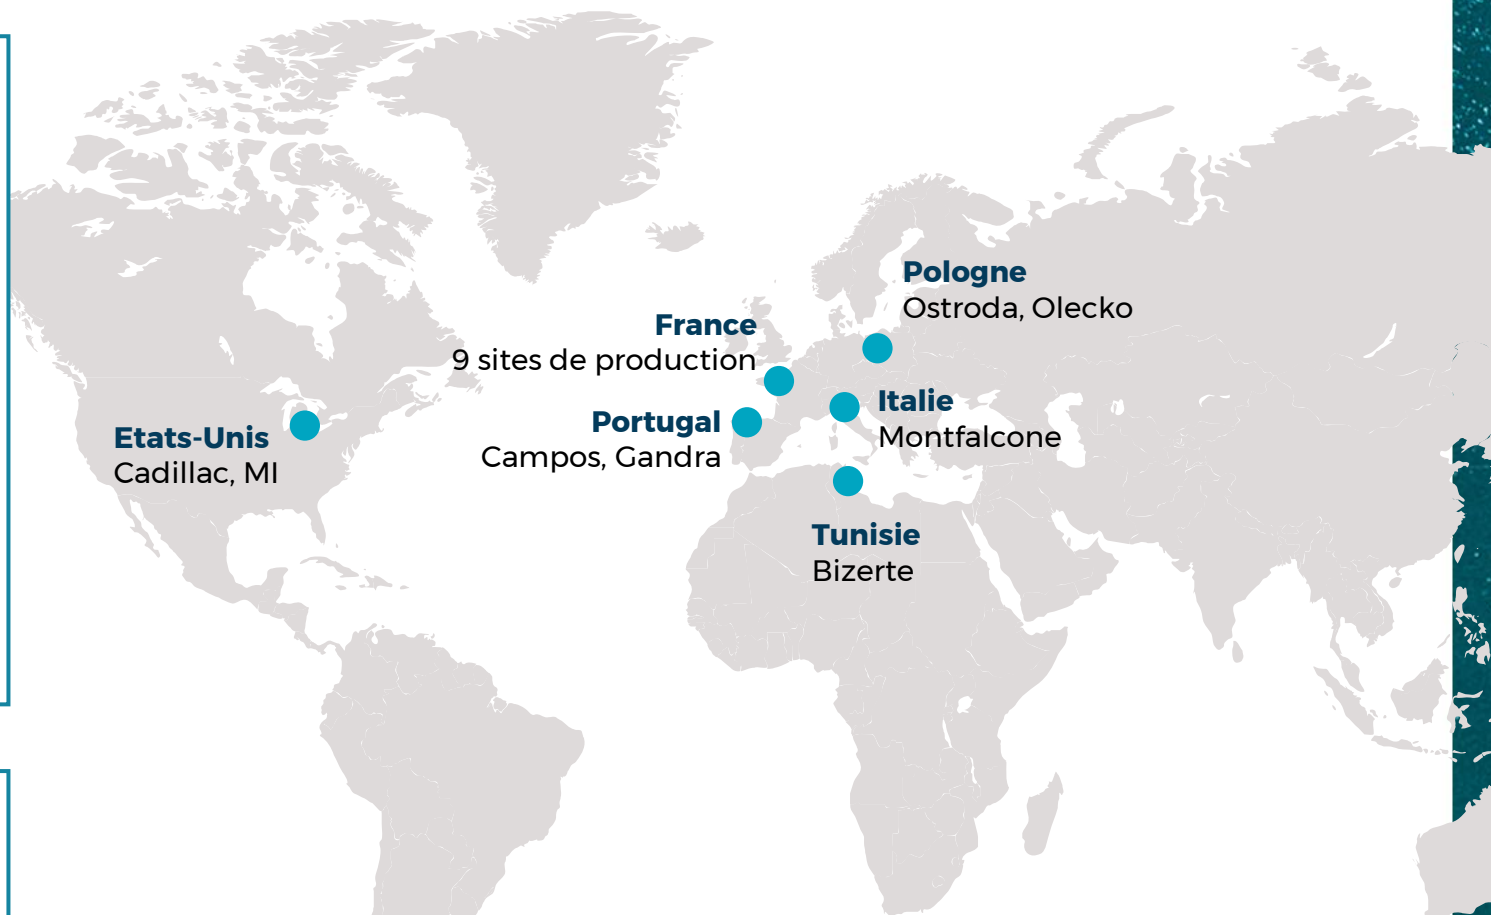 Pologne
Ostroda, Olecko
France
9 sites de production
Italie
Montfalcone
Portugal
Campos, Gandra
Etats-Unis
Cadillac, MI
Tunisie
Bizerte